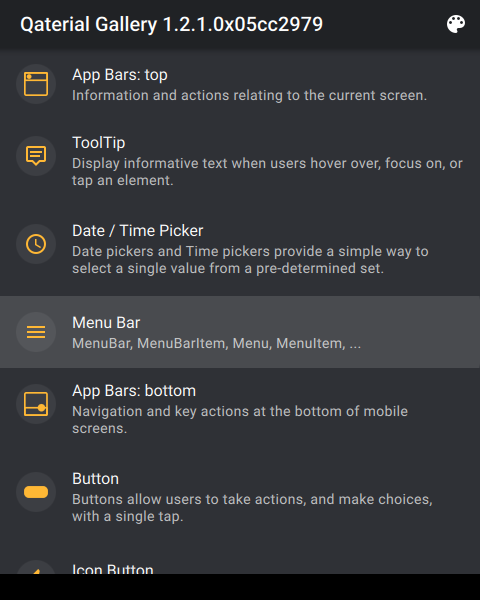 Qaterial Gallery 1.2.1.0x05cc2979
App Bars: top
Information and actions relating to the current screen.
ToolTip
Display informative text when users hover over, focus on, or
tap an element.
Date / Time Picker
Date pickers and Time pickers provide a simple way to
select a single value from a pre-determined set.
Menu Bar
MenuBar, MenuBarItem, Menu, MenuItem, ...
App Bars: bottom
Navigation and key actions at the bottom of mobile
screens.
Button
Buttons allow users to take actions, and make choices,
with a single tap.
Icon Button